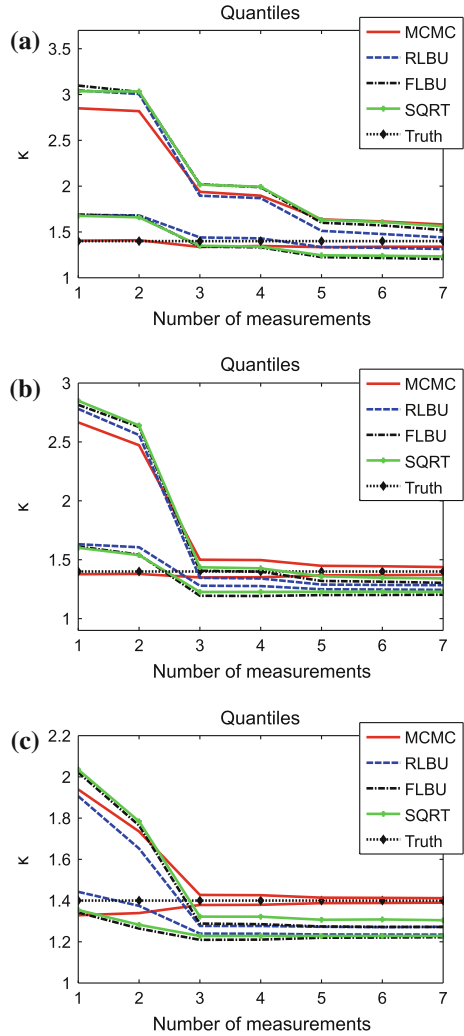 (a)
Quantiles
MCMC
RLBU
FLBU
SQRT
Truth
3.5
3
2.5
2
1.5
1
κ
1 2 3 4 5 6 7
Number of measurements
(b)
Quantiles
MCMC
RLBU
FLBU
SQRT
Truth
3
2.5
2
1.5
1
κ
1 2 3 4 5 6 7
Number of measurements
(c)
Quantiles
MCMC
RLBU
FLBU
SQRT
Truth
2.2
2
1.8
1.6
1.4
1.2
1
κ
1 2 3 4 5 6 7
Number of measurements